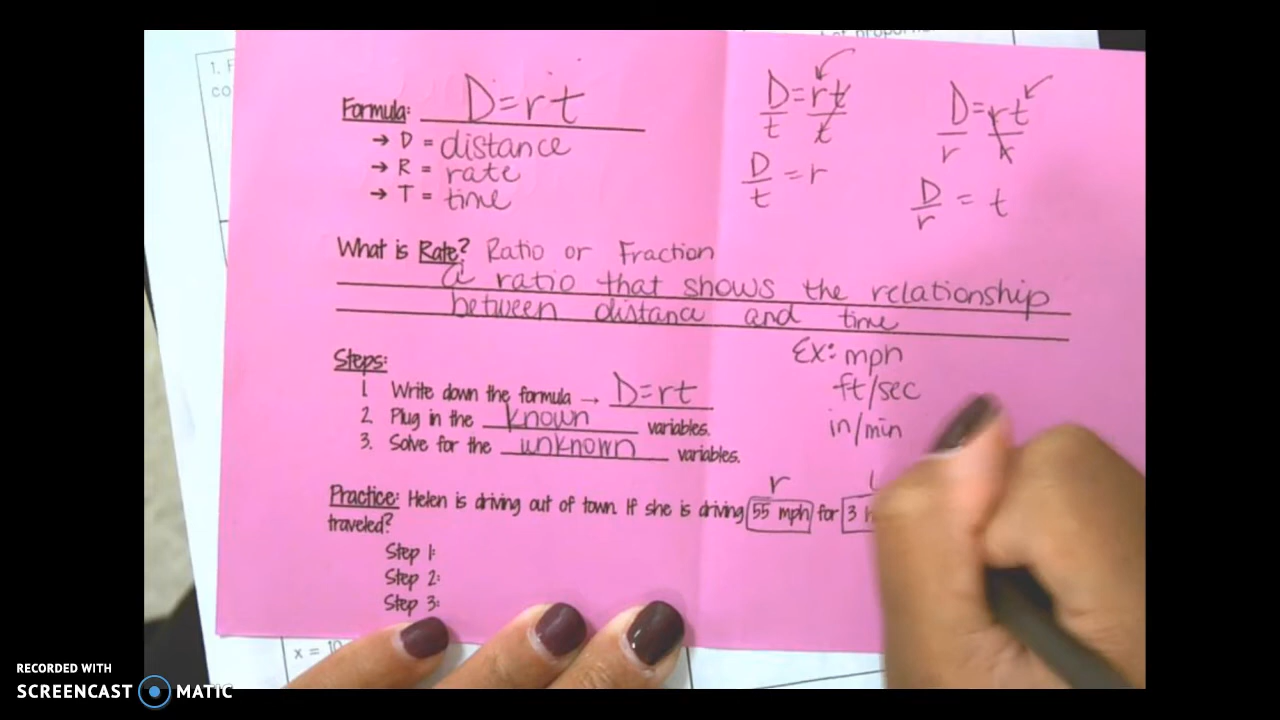 1. F
co
Formula: D=rt
→ D = distance
→ R = rate
→ T = time
D=rt
t t
D/t = r
D=rt
r r
D/r = t
What is Rate? Ratio or Fraction
a ratio that shows the relationship
between distance and time
Ex: mph
ft/sec
in/min
Steps:
1. Write down the formula → D=rt
2. Plug in the known variables.
3. Solve for the unknown variables.
r
Practice: Helen is driving out of town. If she is driving 55 mph for 3 h
traveled?
Step 1:
Step 2:
Step 3:
x = 10
RECORDED WITH
SCREENCAST MATIC